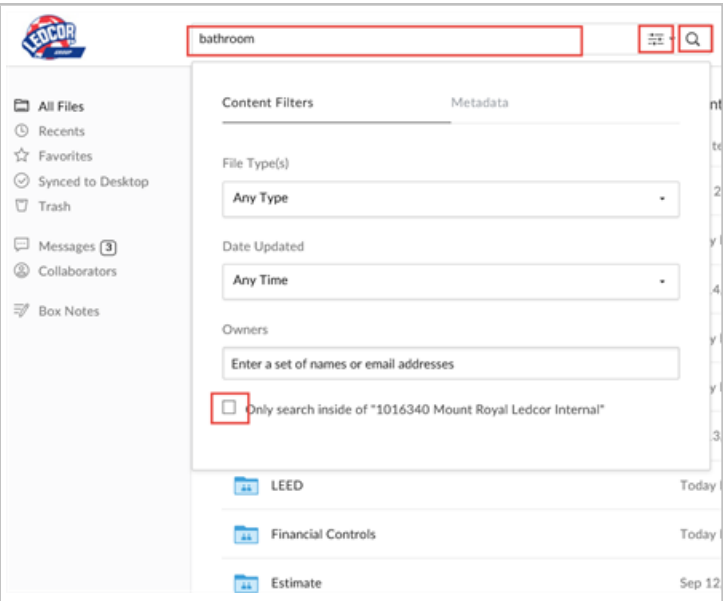 LEDCOR
GROUP
bathroom
All Files
Recents
Favorites
Synced to Desktop
Trash
Messages 3
Collaborators
Box Notes
Content Filters Metadata
File Type(s)
Any Type
Date Updated
Any Time
Owners
Enter a set of names or email addresses
Only search inside of "1016340 Mount Royal Ledcor Internal"
LEED Today
Financial Controls Today
Estimate Sep 12,